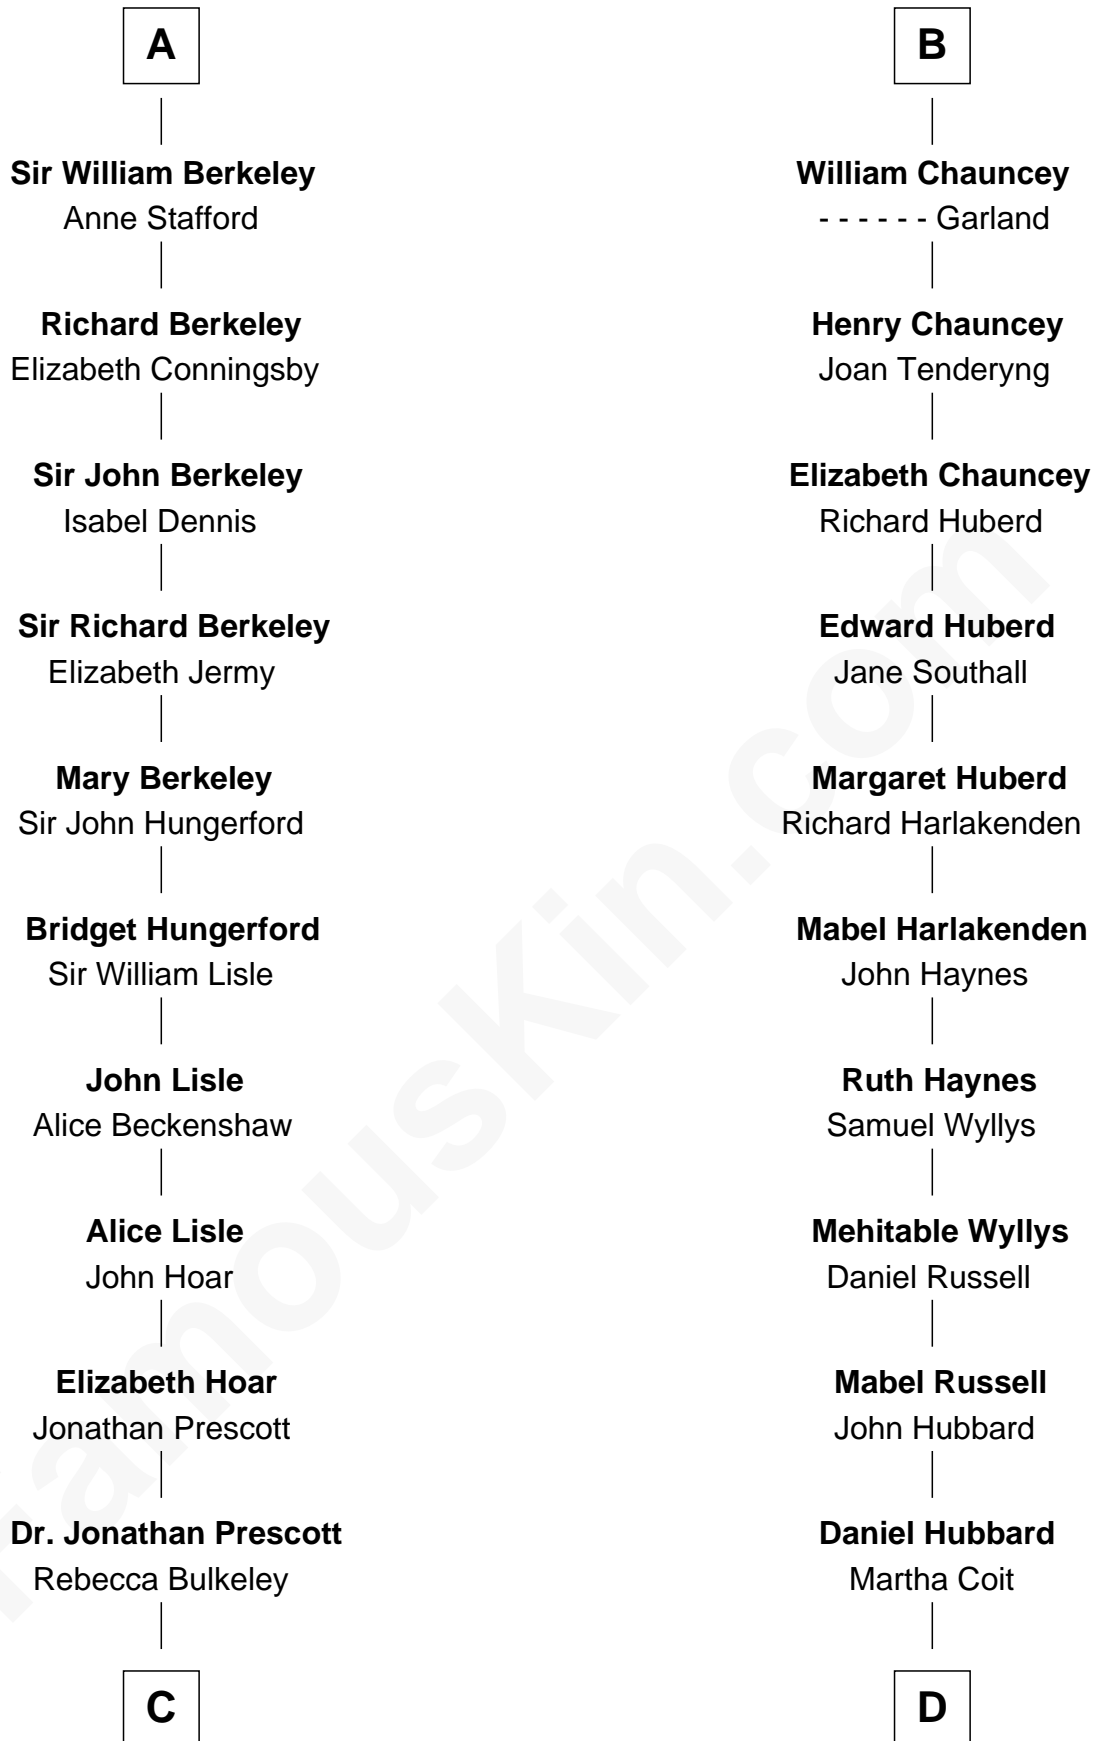 A
Sir William Berkeley
Anne Stafford
Richard Berkeley
Elizabeth Conningsby
Sir John Berkeley
Isabel Dennis
Sir Richard Berkeley
Elizabeth Jermy
Mary Berkeley
Sir John Hungerford
Bridget Hungerford
Sir William Lisle
John Lisle
Alice Beckenshaw
Alice Lisle
John Hoar
Elizabeth Hoar
Jonathan Prescott
Dr. Jonathan Prescott
Rebecca Bulkeley
C
B
William Chauncey
- - - - - - Garland
Henry Chauncey
Joan Tenderyng
Elizabeth Chauncey
Richard Huberd
Edward Huberd
Jane Southall
Margaret Huberd
Richard Harlakenden
Mabel Harlakenden
John Haynes
Ruth Haynes
Samuel Wyllys
Mehitable Wyllys
Daniel Russell
Mabel Russell
John Hubbard
Daniel Hubbard
Martha Coit
D
FamousKin.com